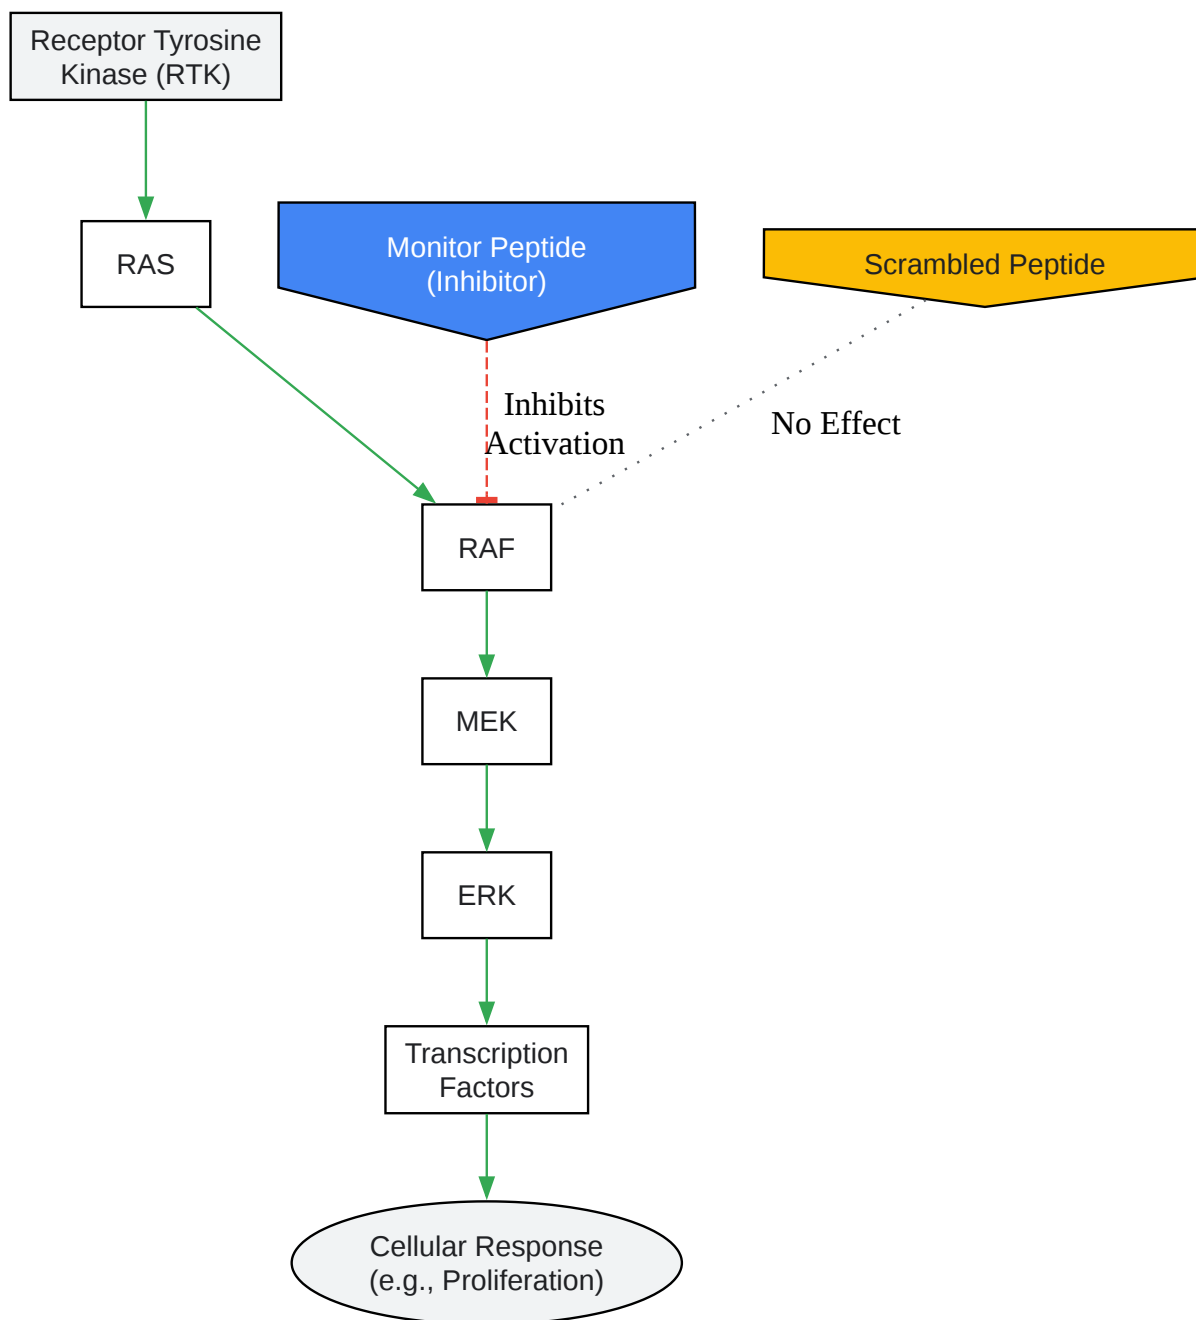 Receptor Tyrosine
Kinase (RTK)
RAS
Monitor Peptide
(Inhibitor)
Scrambled Peptide
Inhibits
Activation
No Effect
RAF
MEK
ERK
Transcription
Factors
Cellular Response
(e.g., Proliferation)